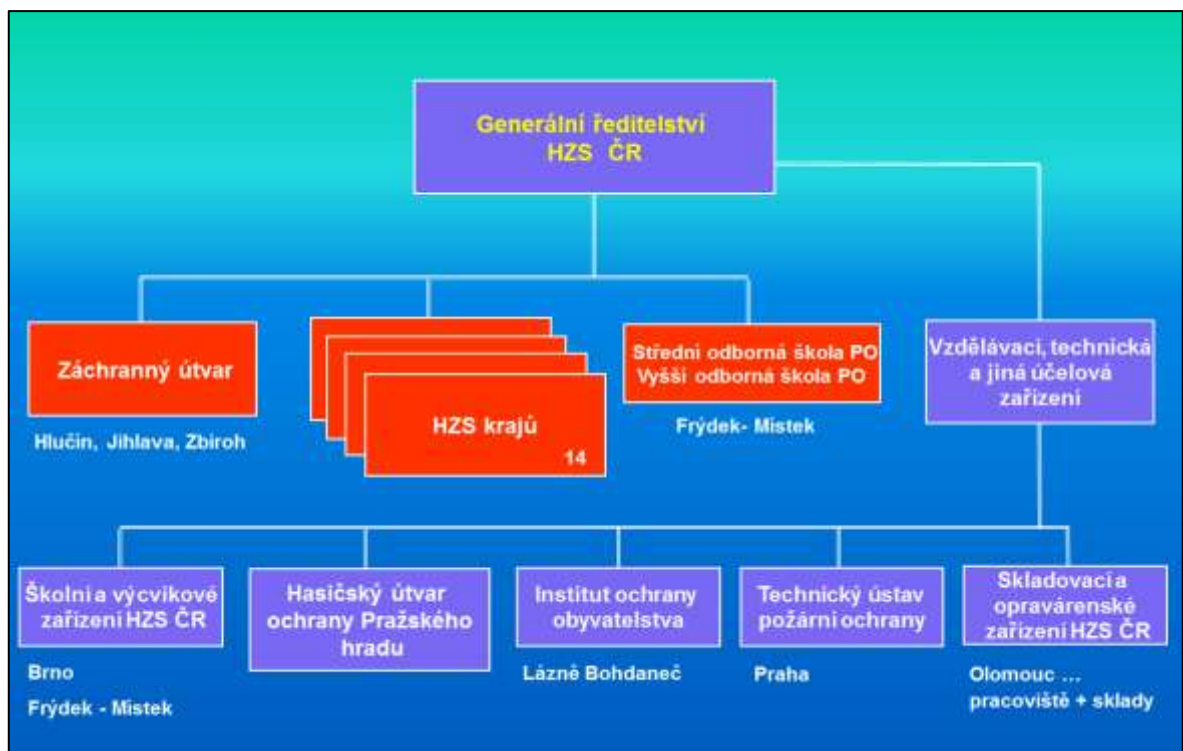 Generální ředitelství
HZS ČR
Záchranný útvar
Hlučín, Jihlava, Zbiroh
HZS krajů
14
Střední odborná škola PO
Vyšší odborná škola PO
Frýdek- Místek
Vzdělávací, technická
a jiná účelová
zařízení
Školní a výcvikové
zařízení HZS ČR
Brno
Frýdek - Místek
Hasičský útvar
ochrany Pražského
hradu
Institut ochrany
obyvatelstva
Lázně Bohdaneč
Technický ústav
požární ochrany
Praha
Skladovací a
opravárenské
zařízení HZS ČR
Olomouc ...
pracoviště + sklady